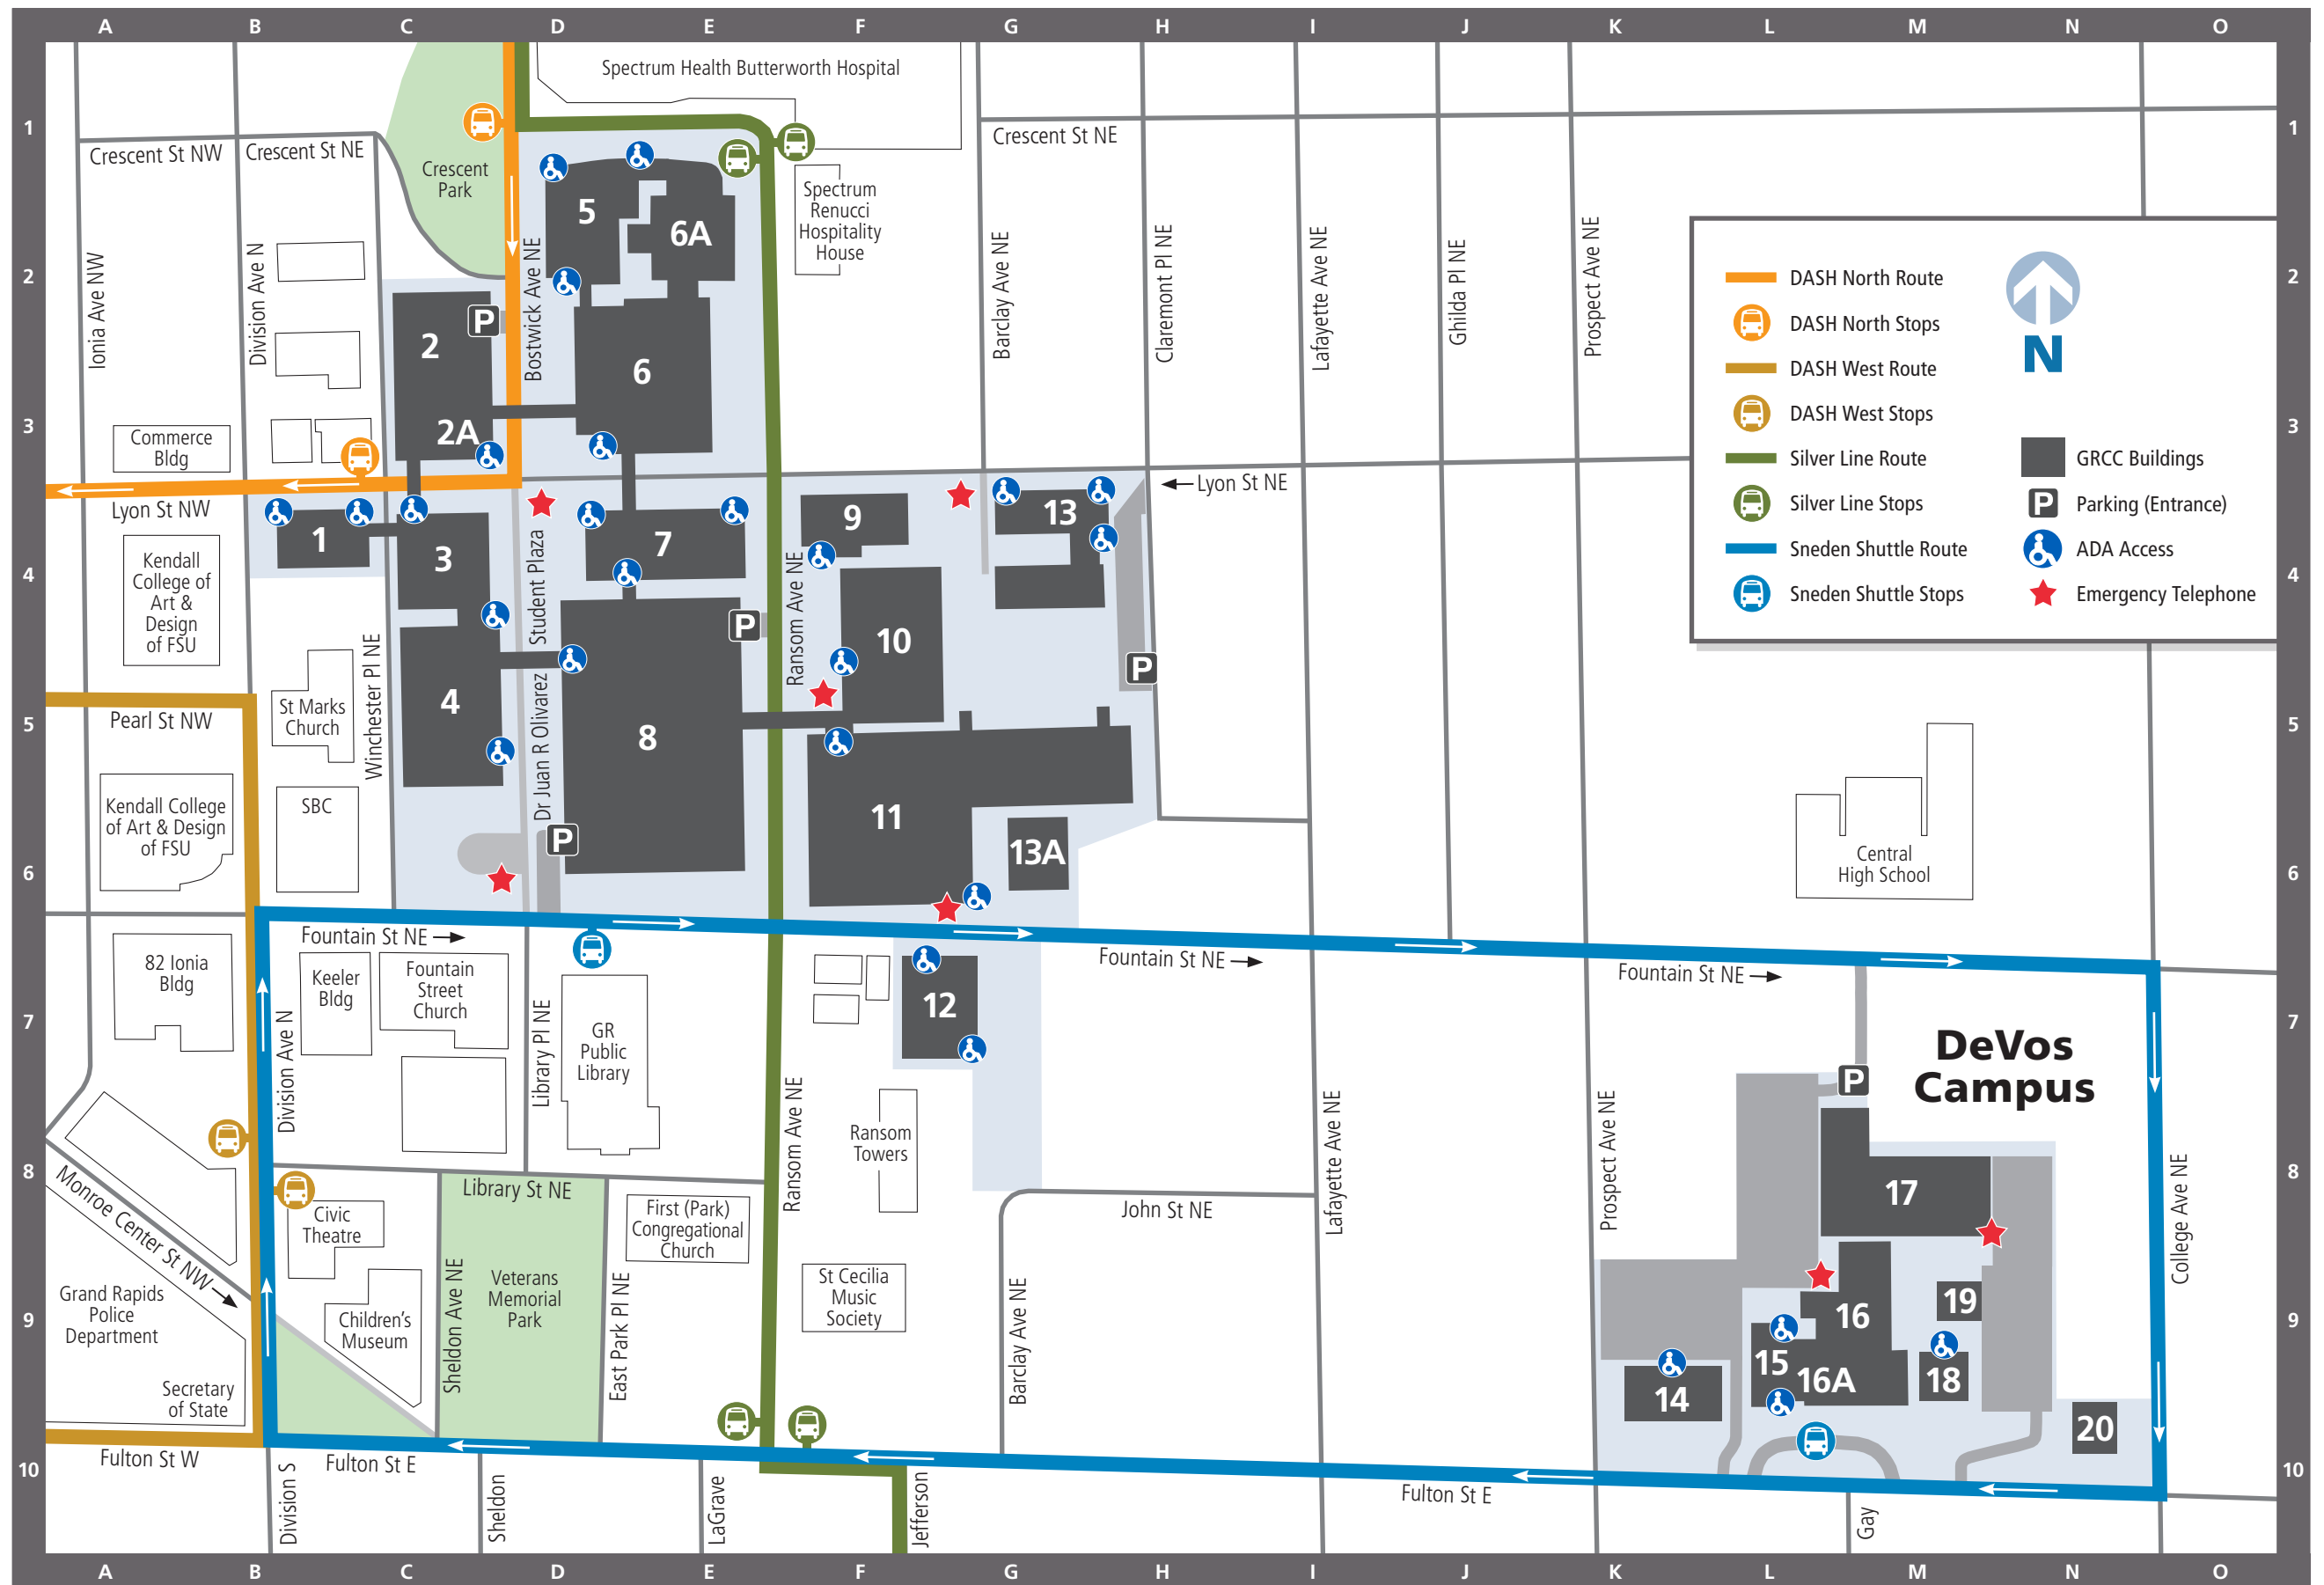 A B C D E F G H I J K L M N O
Spectrum Health Butterworth Hospital
1
1
Crescent St NW
Crescent St NE
Crescent St NE
Crescent
Park
Spectrum
Renucci
Hospitality
House
5
6A
Ionia Ave NW
Division Ave N
Bostwick Ave NE
Barclay Ave NE
Claremont Pl NE
Lafayette Ave NE
Ghilda Pl NE
Prospect Ave NE
2
2
DASH North Route
DASH North Stops
DASH West Route
DASH West Stops
Silver Line Route
Silver Line Stops
Sneden Shuttle Route
Sneden Shuttle Stops
N
GRCC Buildings
P Parking (Entrance)
ADA Access
Emergency Telephone
P
2
6
3
3
Commerce
Bldg
2A
Lyon St NW
Lyon St NE
1
3
7
9
13
Kendall
College of
Art &
Design
of FSU
4
4
Student Plaza
Dr Juan R Olivarez
Ransom Ave NE
Winchester Pl NE
P
10
P
4
Pearl St NW
St Marks
Church
5
5
8
Kendall College
of Art & Design
of FSU
SBC
P
11
13A
Central
High School
6
6
Fountain St NE
Fountain St NE
Fountain St NE
82 Ionia
Bldg
Keeler
Bldg
Fountain
Street
Church
Library Pl NE
GR
Public
Library
12
7
7
DeVos
Campus
P
Division Ave N
Ransom Ave NE
Ransom
Towers
Lafayette Ave NE
Prospect Ave NE
College Ave NE
8
8
Monroe Center St NW
Library St NE
John St NE
Civic
Theatre
First (Park)
Congregational
Church
17
Grand Rapids
Police
Department
Children's
Museum
Sheldon Ave NE
Veterans
Memorial
Park
East Park Pl NE
St Cecilia
Music
Society
Barclay Ave NE
9
9
19
16
15
16A
18
14
20
Secretary
of State
Fulton St W
Fulton St E
Fulton St E
10
10
Division S
Sheldon
LaGrave
Jefferson
Gay
A B C D E F G H I J K L M N O